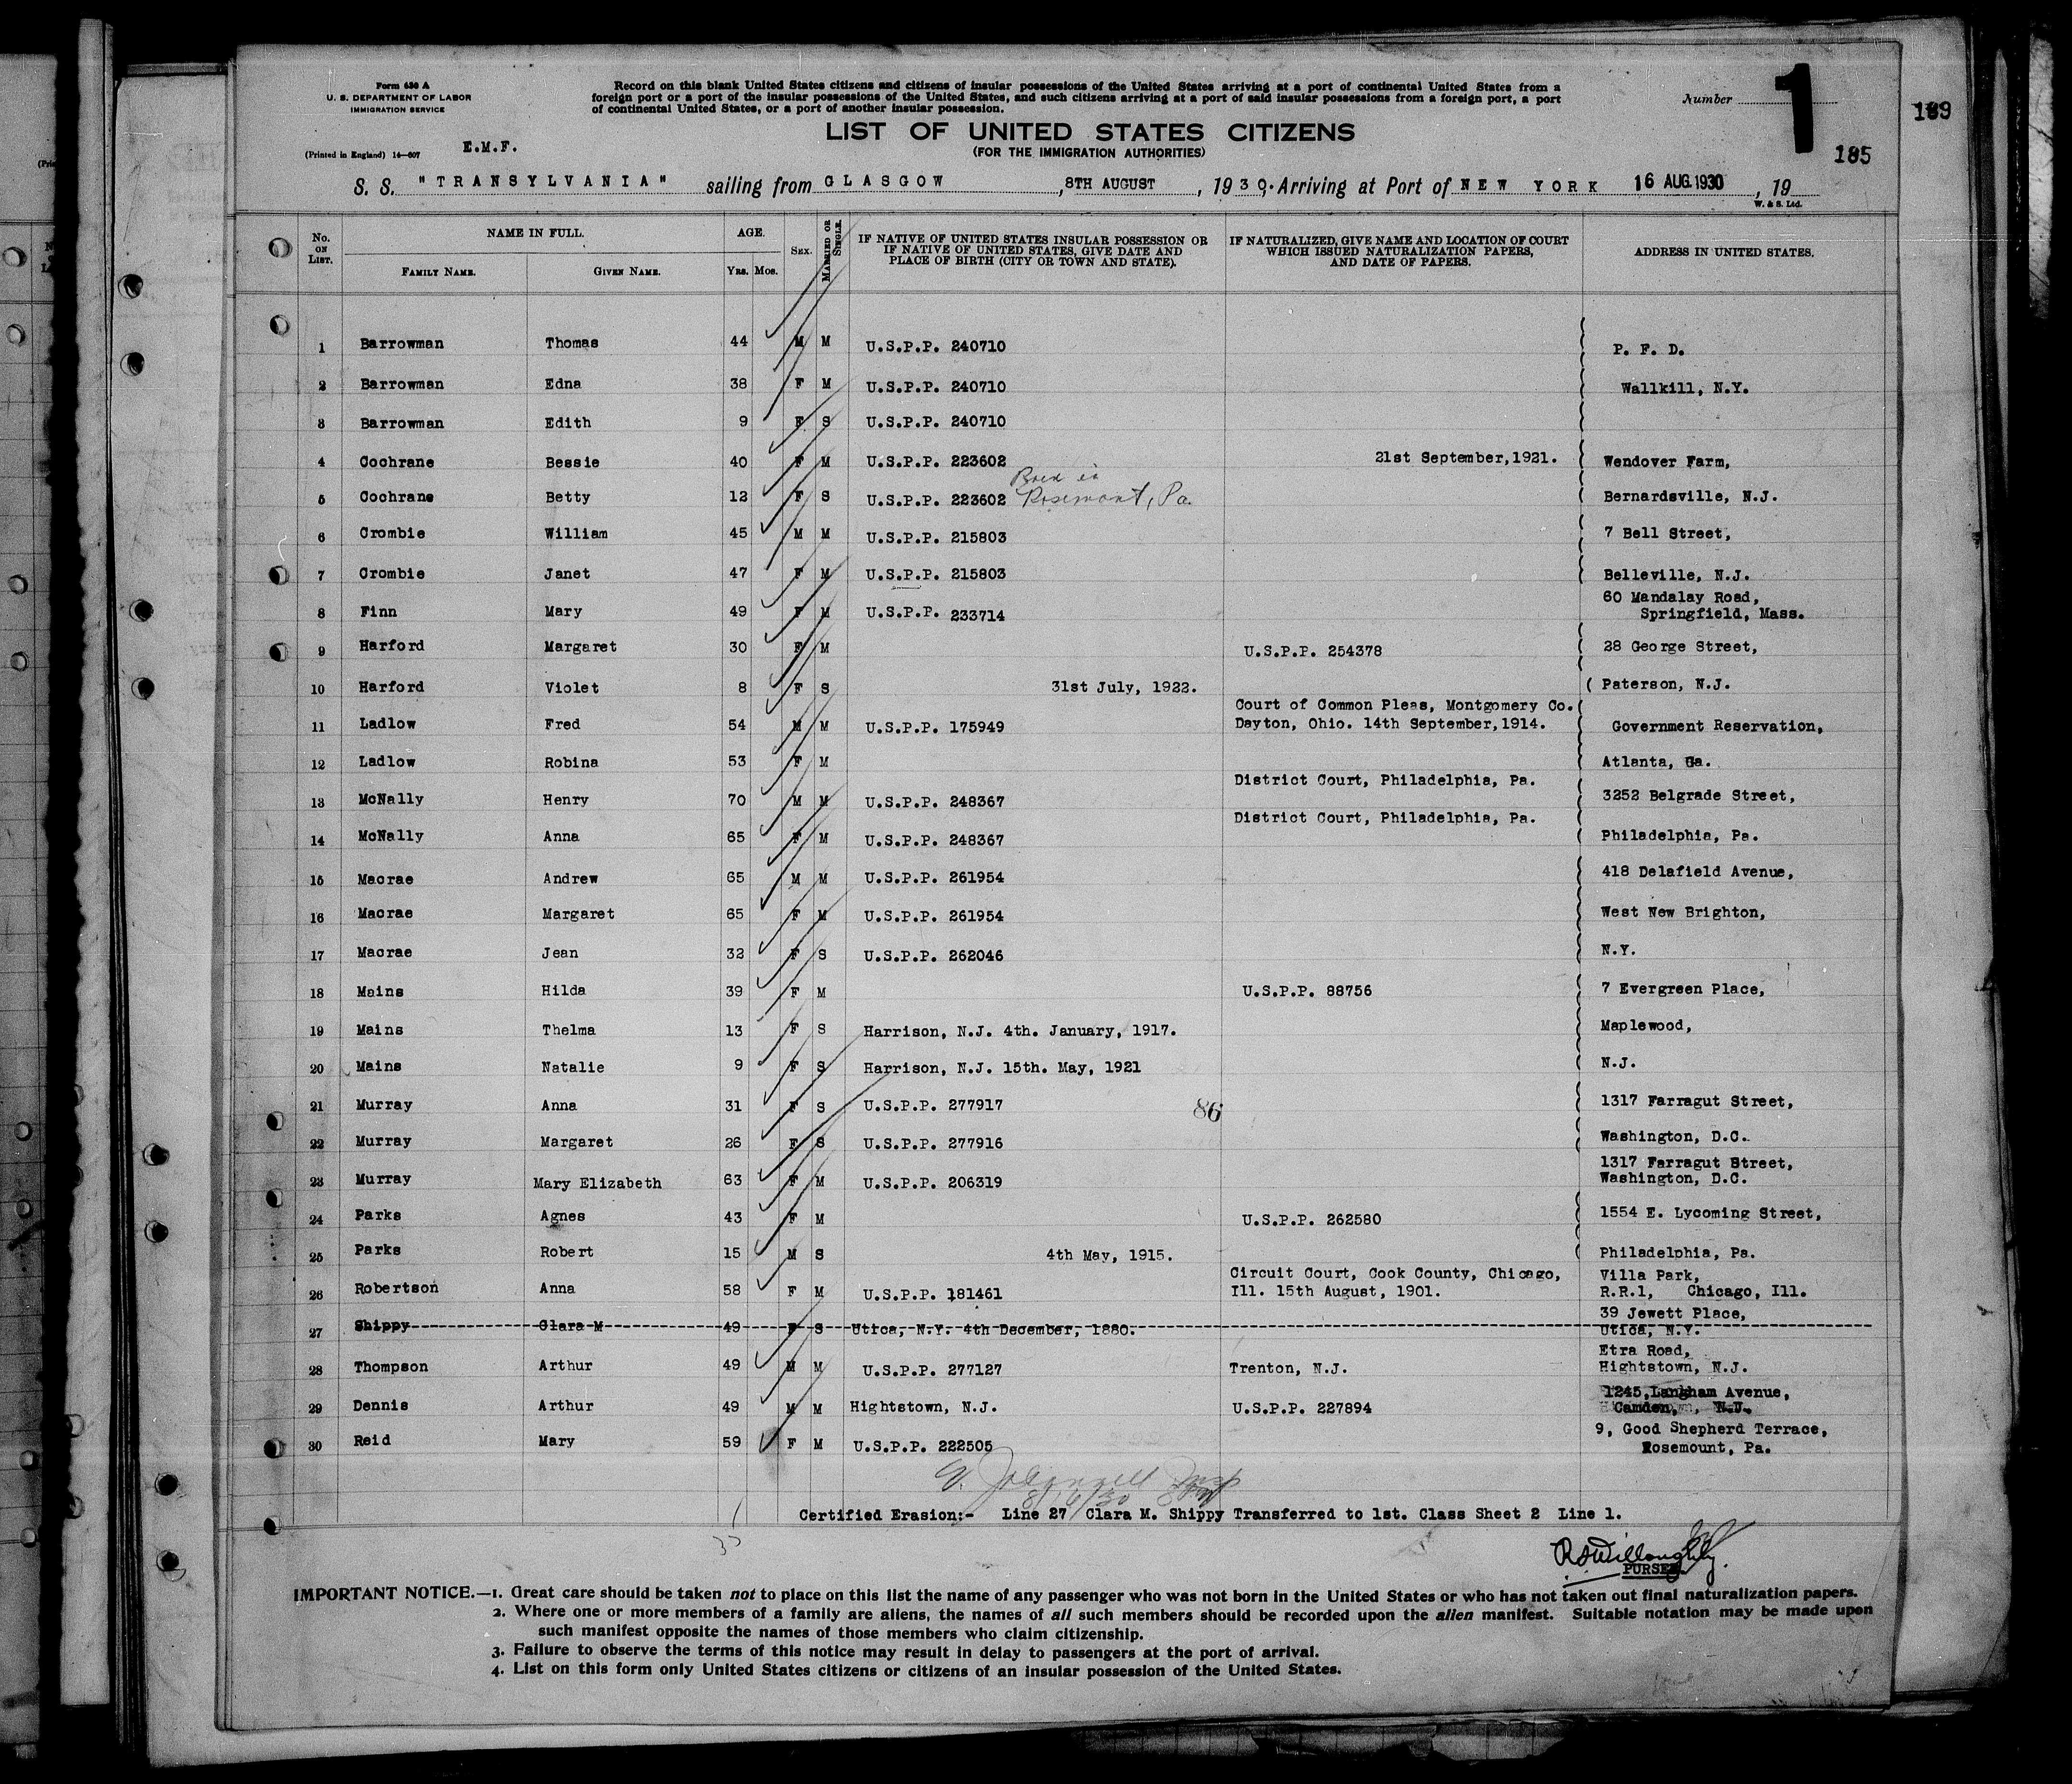 Form 630 A
U. S. DEPARTMENT OF LABOR
IMMIGRATION SERVICE
(Printed in England) 14—607
E.M.F.
Record on this blank United States citizens and citizens of insular possessions of the United States arriving at a port of continental United States from a
foreign port or a port of the insular possessions of the United States, and such citizens arriving at a port of said insular possessions from a foreign port, a port
of continental United States, or a port of another insular possession.
Number 1
185
LIST OF UNITED STATES CITIZENS
(FOR THE IMMIGRATION AUTHORITIES)
S. S. "TRANSYLVANIA" sailing from GLASGOW, 8TH AUGUST, 1930. Arriving at Port of NEW YORK 16 AUG. 1930, 19
W. & S. Ltd.
No. ON LIST. NAME IN FULL. AGE. SEX. MARRIED OR SINGLE. IF NATIVE OF UNITED STATES INSULAR POSSESSION OR IF NATIVE OF UNITED STATES, GIVE DATE AND PLACE OF BIRTH (CITY OR TOWN AND STATE). IF NATURALIZED, GIVE NAME AND LOCATION OF COURT WHICH ISSUED NATURALIZATION PAPERS, AND DATE OF PAPERS. ADDRESS IN UNITED STATES.
FAMILY NAME. GIVEN NAME. YRS. MOS.
1 Barrowman Thomas 44 M M U.S.P.P. 240710 P. F. D.
2 Barrowman Edna 38 F M U.S.P.P. 240710 Wallkill, N.Y.
3 Barrowman Edith 9 F S U.S.P.P. 240710
4 Cochrane Bessie 40 F M U.S.P.P. 223602 21st September, 1921. Wendover Farm,
Born in
5 Cochrane Betty 12 F S U.S.P.P. 223602 Rosemont, Pa. Bernardsville, N.J.
6 Crombie William 45 M M U.S.P.P. 215803 7 Bell Street,
7 Crombie Janet 47 F M U.S.P.P. 215803 Belleville, N.J.
60 Mandalay Road,
8 Finn Mary 49 F M U.S.P.P. 233714 Springfield, Mass.
9 Harford Margaret 30 F M U.S.P.P. 254378 28 George Street,
10 Harford Violet 8 F S 31st July, 1922. Paterson, N.J.
Court of Common Pleas, Montgomery Co.
11 Ladlow Fred 54 M M U.S.P.P. 175949 Dayton, Ohio. 14th September, 1914. Government Reservation,
12 Ladlow Robina 53 F M Atlanta, Ga.
District Court, Philadelphia, Pa.
13 McNally Henry 70 M M U.S.P.P. 248367 3252 Belgrade Street,
District Court, Philadelphia, Pa.
14 McNally Anna 65 F M U.S.P.P. 248367 Philadelphia, Pa.
15 Macrae Andrew 65 M M U.S.P.P. 261954 418 Delafield Avenue,
16 Macrae Margaret 65 F M U.S.P.P. 261954 West New Brighton,
17 Macrae Jean 32 F S U.S.P.P. 262046 N.Y.
18 Mains Hilda 39 F M U.S.P.P. 88756 7 Evergreen Place,
19 Mains Thelma 13 F S Harrison, N.J. 4th. January, 1917. Maplewood,
20 Mains Natalie 9 F S Harrison, N.J. 15th. May, 1921 N.J.
21 Murray Anna 31 F S U.S.P.P. 277917 86 1317 Farragut Street,
22 Murray Margaret 26 F S U.S.P.P. 277916 Washington, D.C.
1317 Farragut Street,
23 Murray Mary Elizabeth 63 F M U.S.P.P. 206319 Washington, D.C.
24 Parks Agnes 43 F M U.S.P.P. 262580 1554 E. Lycoming Street,
25 Parks Robert 15 M S 4th May, 1915. Philadelphia, Pa.
Circuit Court, Cook County, Chicago, Villa Park,
26 Robertson Anna 58 F M U.S.P.P. 181461 Ill. 15th August, 1901. R.R.1, Chicago, Ill.
39 Jewett Place,
27 Shippy Clara M 49 F S Utica, N.Y. 4th December, 1880. Utica, N.Y.
Etra Road,
28 Thompson Arthur 49 M M U.S.P.P. 277127 Trenton, N.J. Hightstown, N.J.
1245, Langham Avenue,
29 Dennis Arthur 49 M M Hightstown, N.J. U.S.P.P. 227894 Camden, N.J.
9, Good Shepherd Terrace,
30 Reid Mary 59 F M U.S.P.P. 222505 Rosemount, Pa.
8/16/30
Certified Erasion:- Line 27 Clara M. Shippy Transferred to 1st. Class Sheet 2 Line 1.
R. Willoughby.
PURSER
IMPORTANT NOTICE.—1. Great care should be taken not to place on this list the name of any passenger who was not born in the United States or who has not taken out final naturalization papers.
2. Where one or more members of a family are aliens, the names of all such members should be recorded upon the alien manifest. Suitable notation may be made upon
such manifest opposite the names of those members who claim citizenship.
3. Failure to observe the terms of this notice may result in delay to passengers at the port of arrival.
4. List on this form only United States citizens or citizens of an insular possession of the United States.